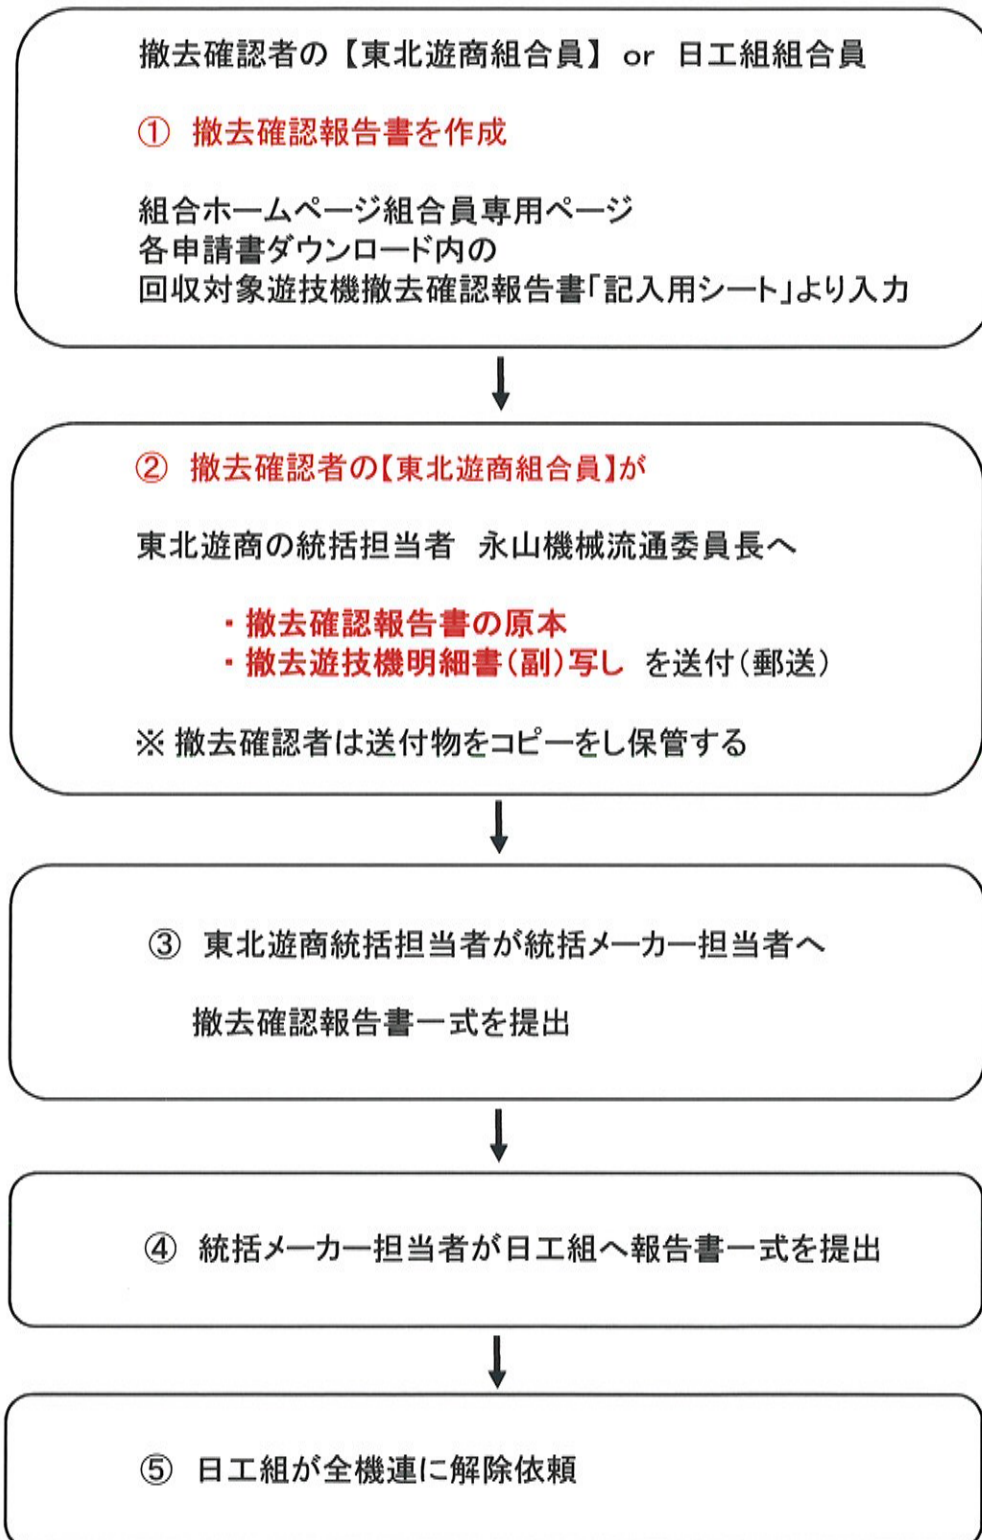 撤去確認者の【東北遊商組合員】 or 日工組組合員
① 撤去確認報告書を作成
組合ホームページ組合員専用ページ
各申請書ダウンロード内の
回収対象遊技機撤去確認報告書「記入用シート」より入力
② 撤去確認者の【東北遊商組合員】が
東北遊商の統括担当者 永山機械流通委員長へ
・撤去確認報告書の原本
・撤去遊技機明細書(副)写し を送付(郵送)
※ 撤去確認者は送付物をコピーをし保管する
③ 東北遊商統括担当者が統括メーカー担当者へ
撤去確認報告書一式を提出
④ 統括メーカー担当者が日工組へ報告書一式を提出
⑤ 日工組が全機連に解除依頼